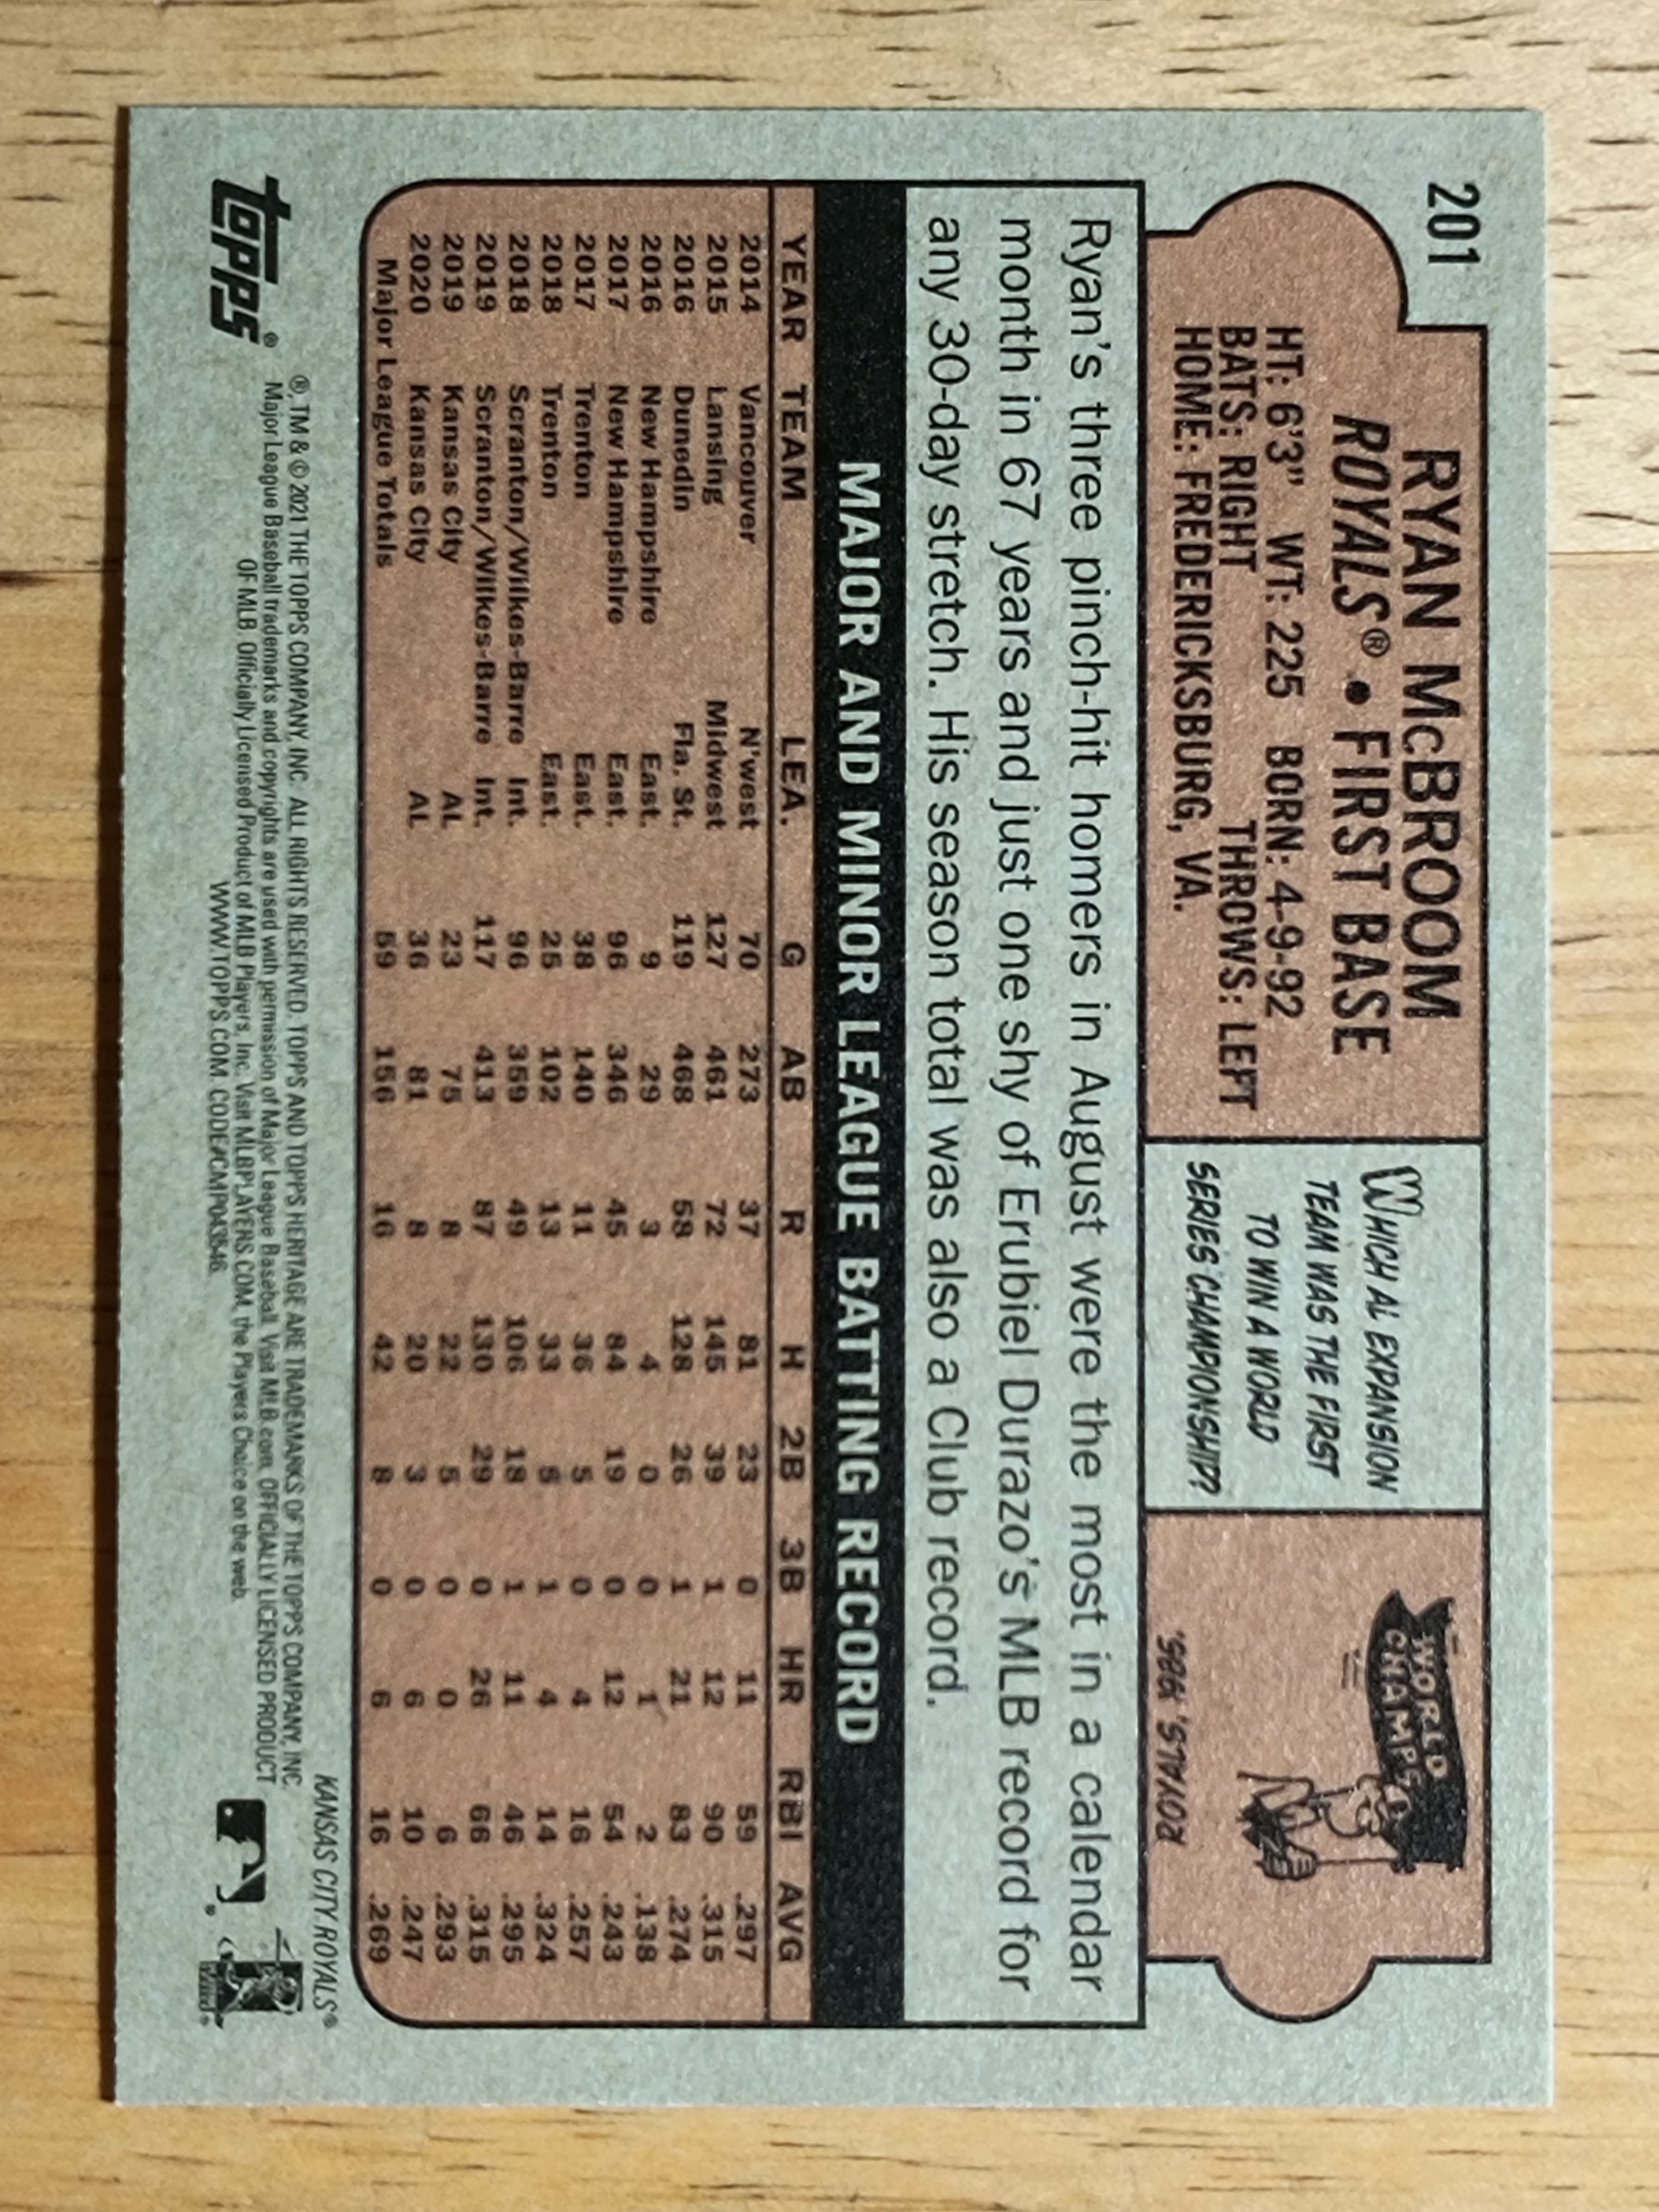 201
RYAN McBROOM
ROYALS® • FIRST BASE
HT: 6'3" WT: 225 BORN: 4-9-92
BATS: RIGHT THROWS: LEFT
HOME: FREDERICKSBURG, VA.
WHICH AL EXPANSION
TEAM WAS THE FIRST
TO WIN A WORLD
SERIES CHAMPIONSHIP?
WORLD
CHAMPS
ROYALS, 1985.
Ryan's three pinch-hit homers in August were the most in a calendar
month in 67 years and just one shy of Erubiel Durazo's MLB record for
any 30-day stretch. His season total was also a Club record.
MAJOR AND MINOR LEAGUE BATTING RECORD
YEAR TEAM LEA. G AB R H 2B 3B HR RBI AVG
2014 Vancouver N'west 70 273 37 81 23 0 11 59 .297
2015 Lansing Midwest 127 461 72 145 39 1 12 90 .315
2016 Dunedin Fla. St. 119 468 58 128 26 1 21 83 .274
2016 New Hampshire East. 9 29 3 4 0 0 1 2 .138
2017 New Hampshire East. 96 346 45 84 19 0 12 54 .243
2017 Trenton East. 38 140 11 36 5 0 4 16 .257
2018 Trenton East. 25 102 13 33 5 1 4 14 .324
2018 Scranton/Wilkes-Barre Int. 96 359 49 106 18 1 11 46 .295
2019 Scranton/Wilkes-Barre Int. 117 413 87 130 29 0 26 66 .315
2019 Kansas City AL 23 75 8 22 5 0 0 6 .293
2020 Kansas City AL 36 81 8 20 3 0 6 10 .247
Major League Totals 59 156 16 42 8 0 6 16 .269
KANSAS CITY ROYALS®
topps®
®, TM & © 2021 THE TOPPS COMPANY, INC. ALL RIGHTS RESERVED. TOPPS AND TOPPS HERITAGE ARE TRADEMARKS OF THE TOPPS COMPANY, INC.
Major League Baseball trademarks and copyrights are used with permission of Major League Baseball. Visit MLB.com. OFFICIALLY LICENSED PRODUCT
OF MLB Officially Licensed Product of MLB Players, Inc. Visit MLBPLAYERS.COM, the Players Choice on the web.
WWW.TOPPS.COM CODE#CMP043546